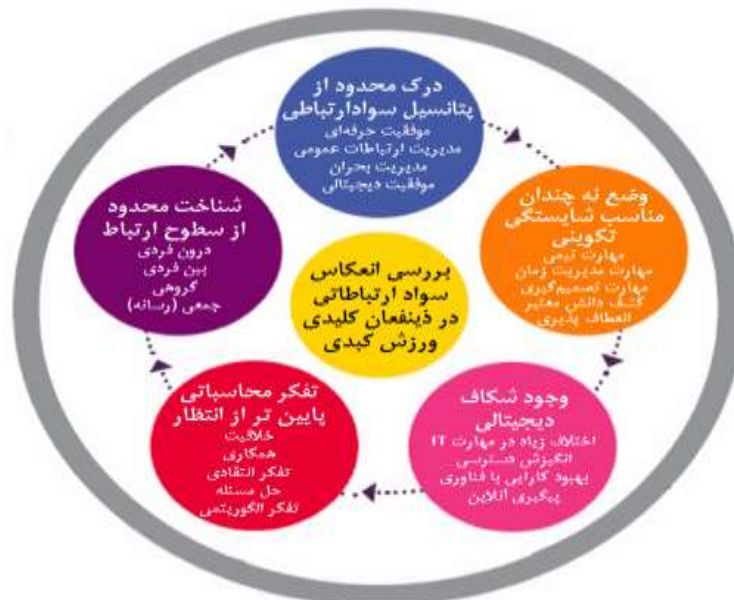 درک محدود از
پتانسیل سوادارتباطی
موفقیت حرفه‌ای
مدیریت ارتباطات عمومی
مدیریت بحران
موفقیت دیجیتالی
وضع نه چندان
مناسب شایستگی
تکوینی
مهارت تیمی
مهارت مدیریت زمان
مهارت تصمیم‌گیری
کشف دانش معتبر
انعطاف پذیری
وجود شکاف
دیجیتالی
اختلاف زیاد در مهارت IT
انگیزش دسترسی
بهبود کارایی با فناوری
پیگیری آنلاین
تفکر محاسباتی
پایین تر از انتظار
خلاقیت
همکاری
تفکر انتقادی
حل مسئله
تفکر الگوریتمی
شناخت محدود
از سطوح ارتباط
درون فردی
بین فردی
گروهی
جمعی (رسانه)
بررسی انعکاس
سواد ارتباطاتی
در ذینفعان کلیدی
ورزش کبدی